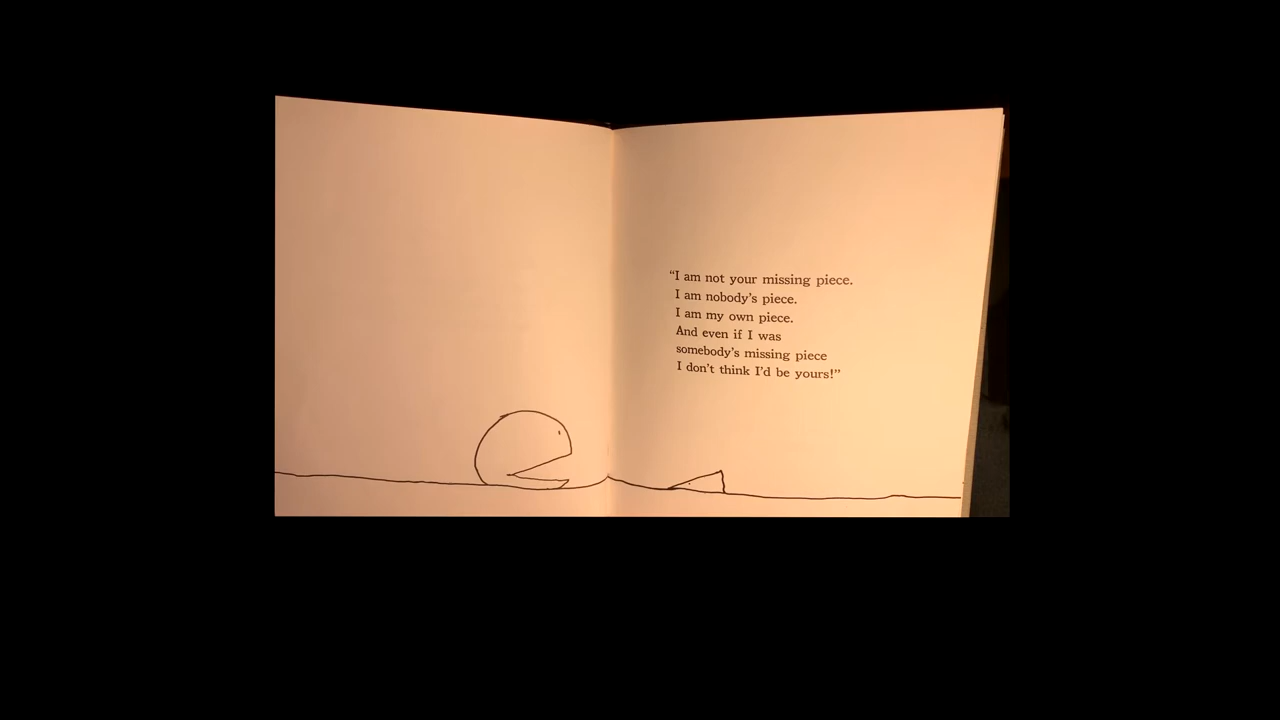 “I am not your missing piece.
I am nobody's piece.
I am my own piece.
And even if I was
somebody's missing piece
I don't think I'd be yours!”